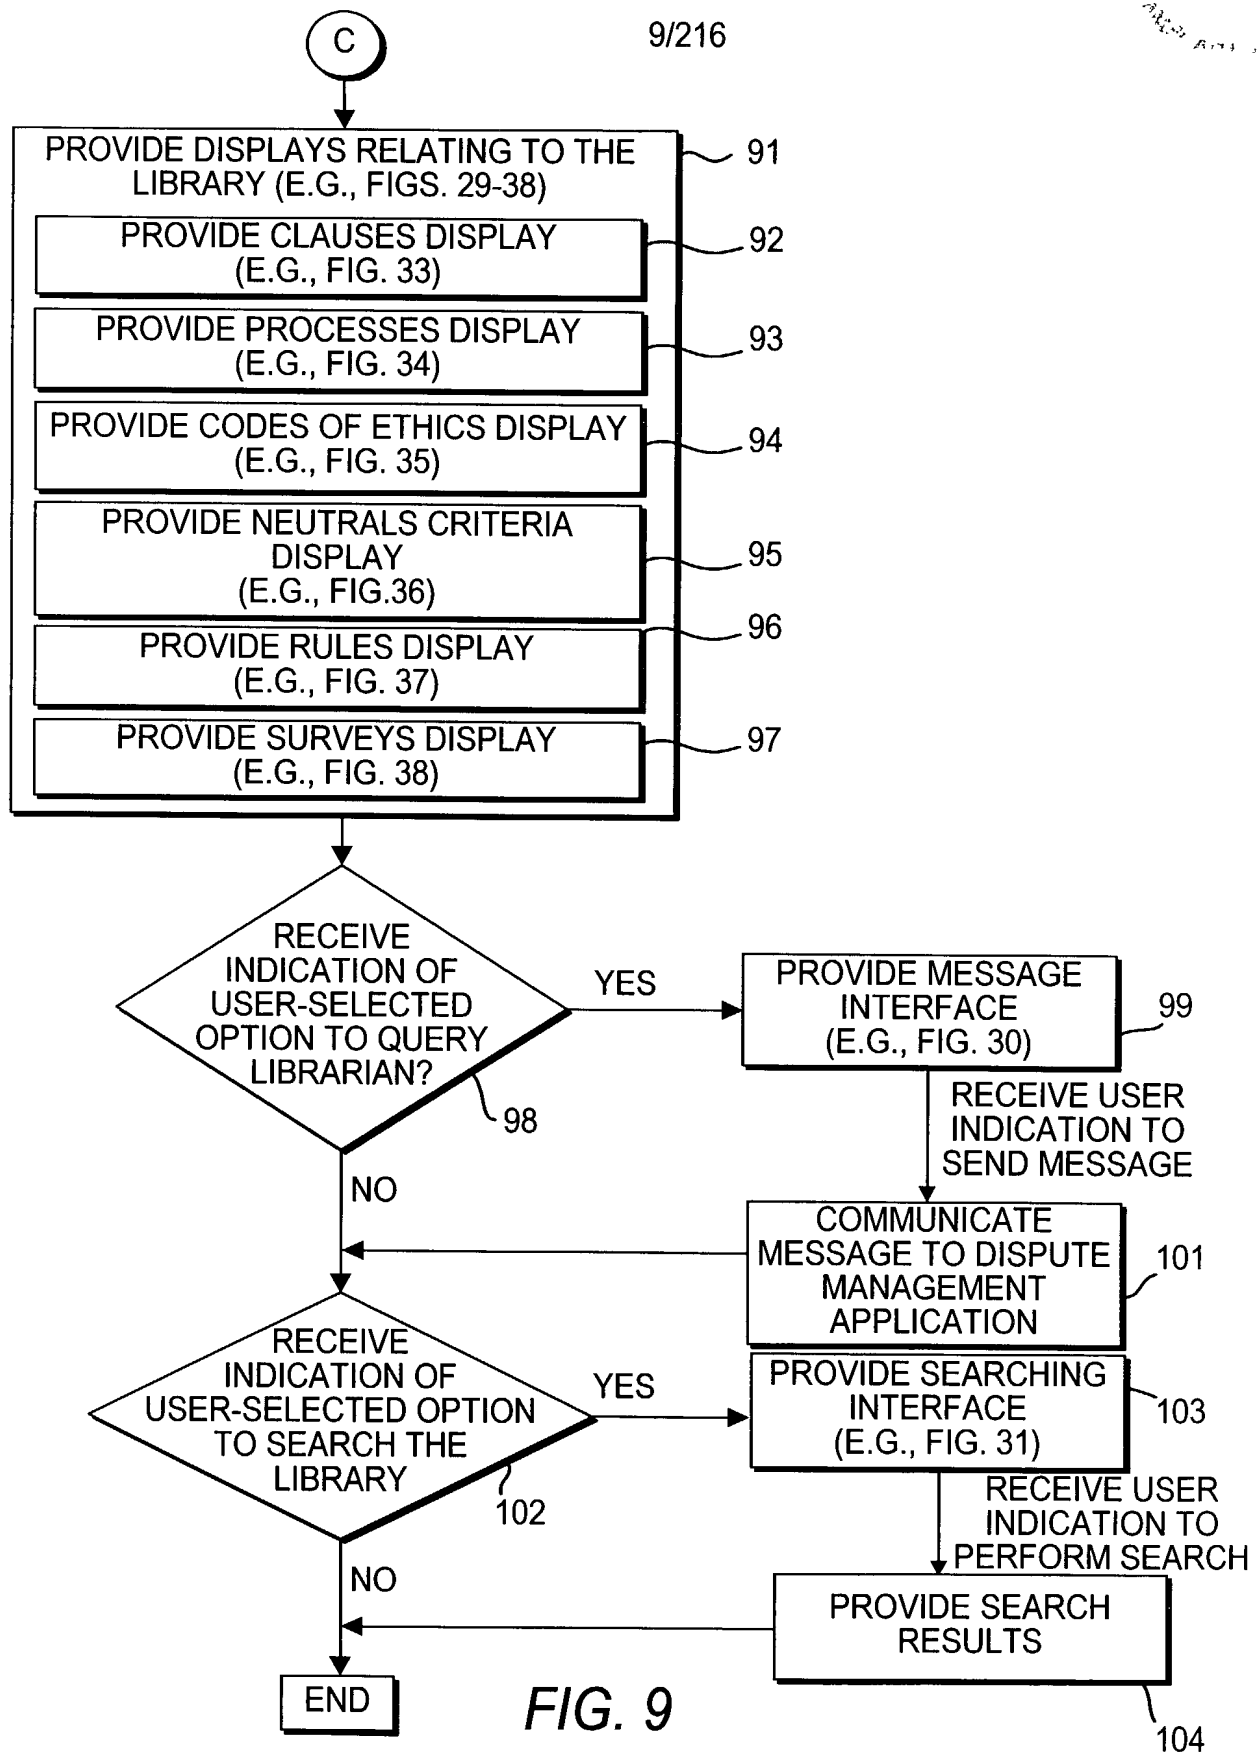 9/216
C
PROVIDE DISPLAYS RELATING TO THE
LIBRARY (E.G., FIGS. 29-38)
91
PROVIDE CLAUSES DISPLAY
(E.G., FIG. 33)
92
PROVIDE PROCESSES DISPLAY
(E.G., FIG. 34)
93
PROVIDE CODES OF ETHICS DISPLAY
(E.G., FIG. 35)
94
PROVIDE NEUTRALS CRITERIA
DISPLAY
(E.G., FIG.36)
95
PROVIDE RULES DISPLAY
(E.G., FIG. 37)
96
PROVIDE SURVEYS DISPLAY
(E.G., FIG. 38)
97
RECEIVE
INDICATION OF
USER-SELECTED
OPTION TO QUERY
LIBRARIAN?
98
YES
PROVIDE MESSAGE
INTERFACE
(E.G., FIG. 30)
99
RECEIVE USER
INDICATION TO
SEND MESSAGE
NO
COMMUNICATE
MESSAGE TO DISPUTE
MANAGEMENT
APPLICATION
101
RECEIVE
INDICATION OF
USER-SELECTED OPTION
TO SEARCH THE
LIBRARY
102
YES
PROVIDE SEARCHING
INTERFACE
(E.G., FIG. 31)
103
RECEIVE USER
INDICATION TO
PERFORM SEARCH
NO
PROVIDE SEARCH
RESULTS
104
END
FIG. 9